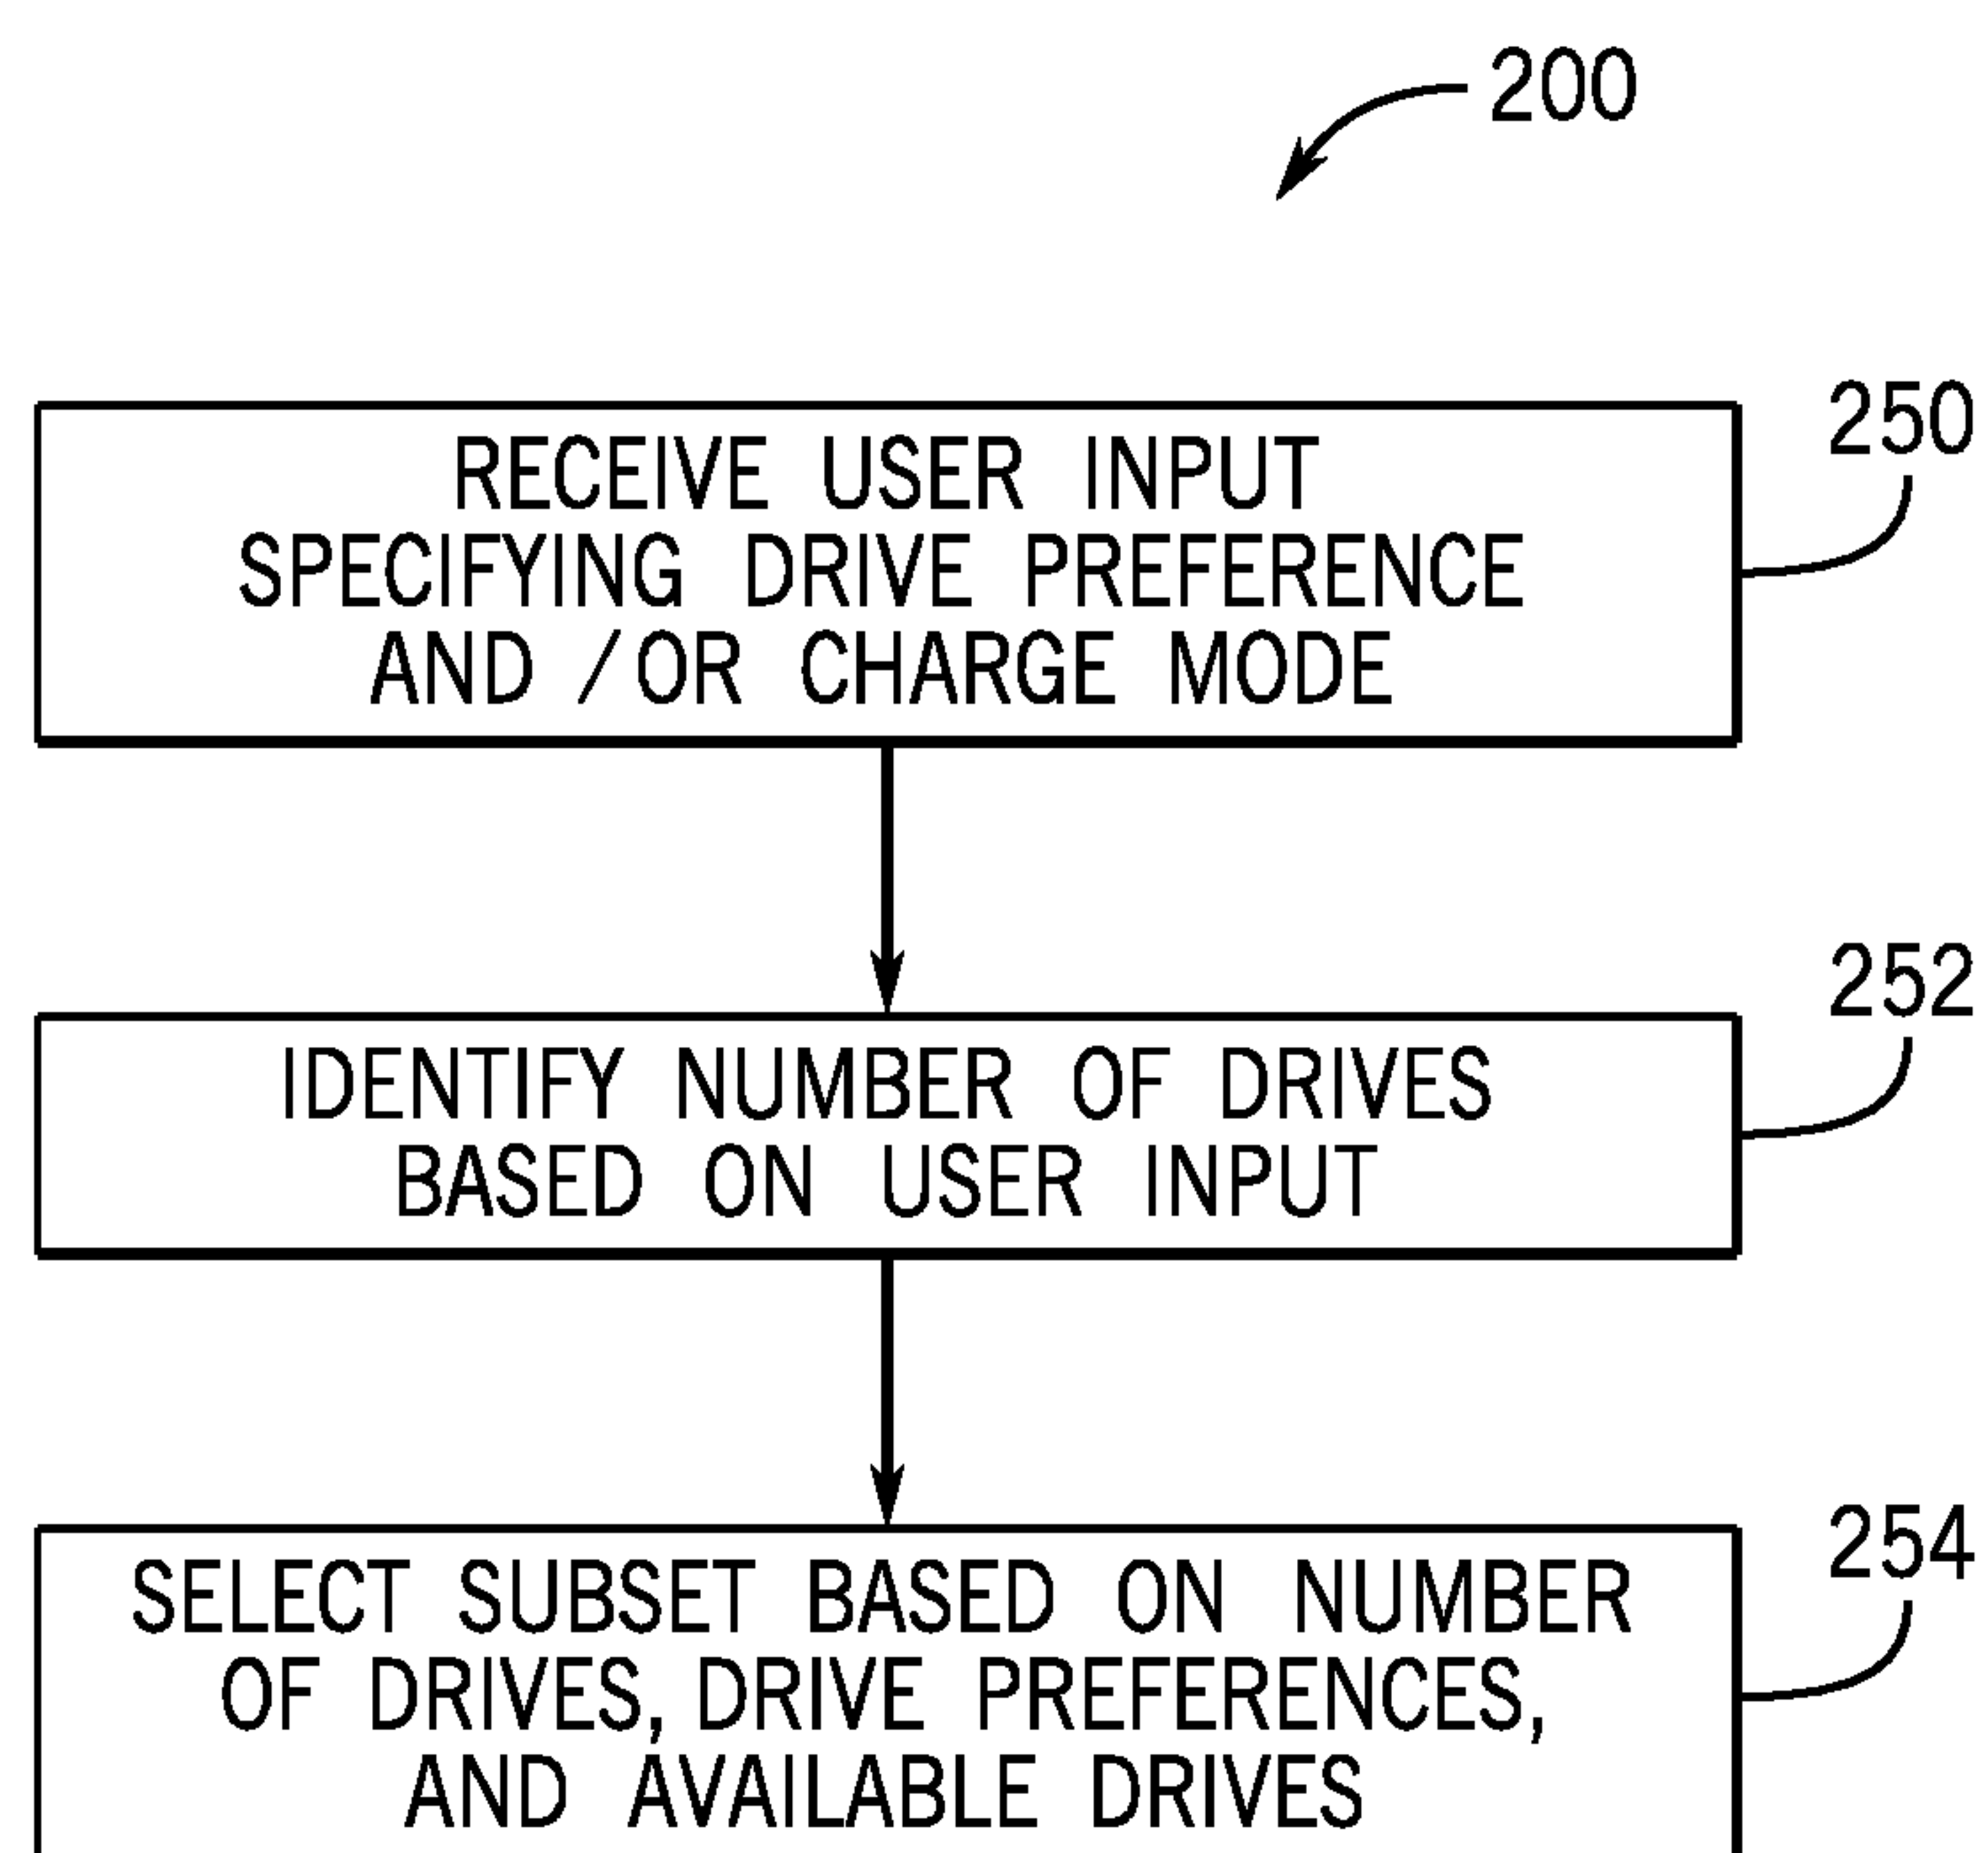 200
250
RECEIVE USER INPUT
SPECIFYING DRIVE PREFERENCE
AND /OR CHARGE MODE
252
IDENTIFY NUMBER OF DRIVES
BASED ON USER INPUT
254
SELECT SUBSET BASED ON NUMBER
OF DRIVES, DRIVE PREFERENCES,
AND AVAILABLE DRIVES